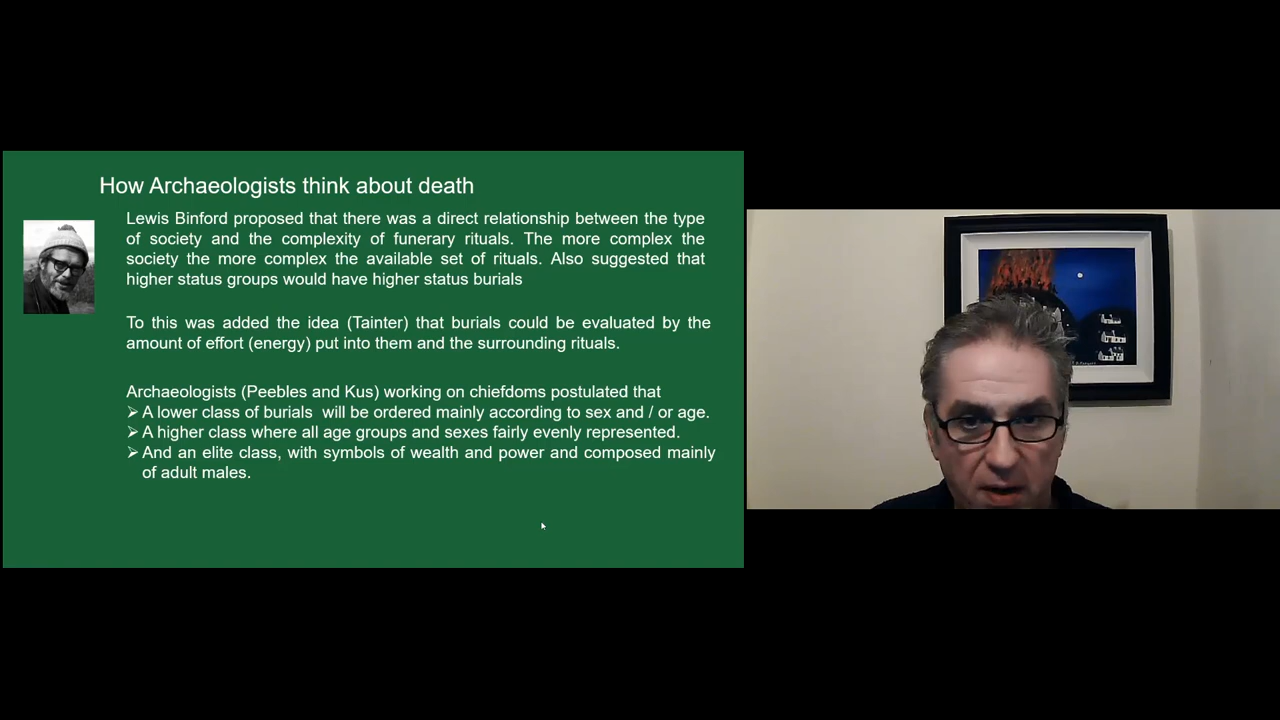 How Archaeologists think about death
Lewis Binford proposed that there was a direct relationship between the type
of society and the complexity of funerary rituals. The more complex the
society the more complex the available set of rituals. Also suggested that
higher status groups would have higher status burials
To this was added the idea (Tainter) that burials could be evaluated by the
amount of effort (energy) put into them and the surrounding rituals.
Archaeologists (Peebles and Kus) working on chiefdoms postulated that
➢ A lower class of burials will be ordered mainly according to sex and / or age.
➢ A higher class where all age groups and sexes fairly evenly represented.
➢ And an elite class, with symbols of wealth and power and composed mainly
of adult males.